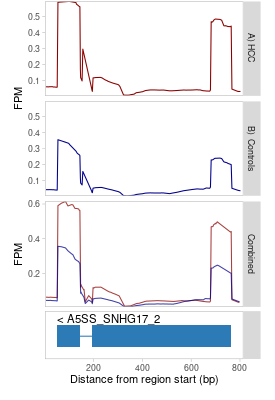 0.5
0.4
0.3
0.2
0.1
FPM
A) HCC
0.5
0.4
0.3
0.2
0.1
B) Controls
0.6
0.4
0.2
FPM
Combined
< A5SS_SNHG17_2
200 400 600 800
Distance from region start (bp)